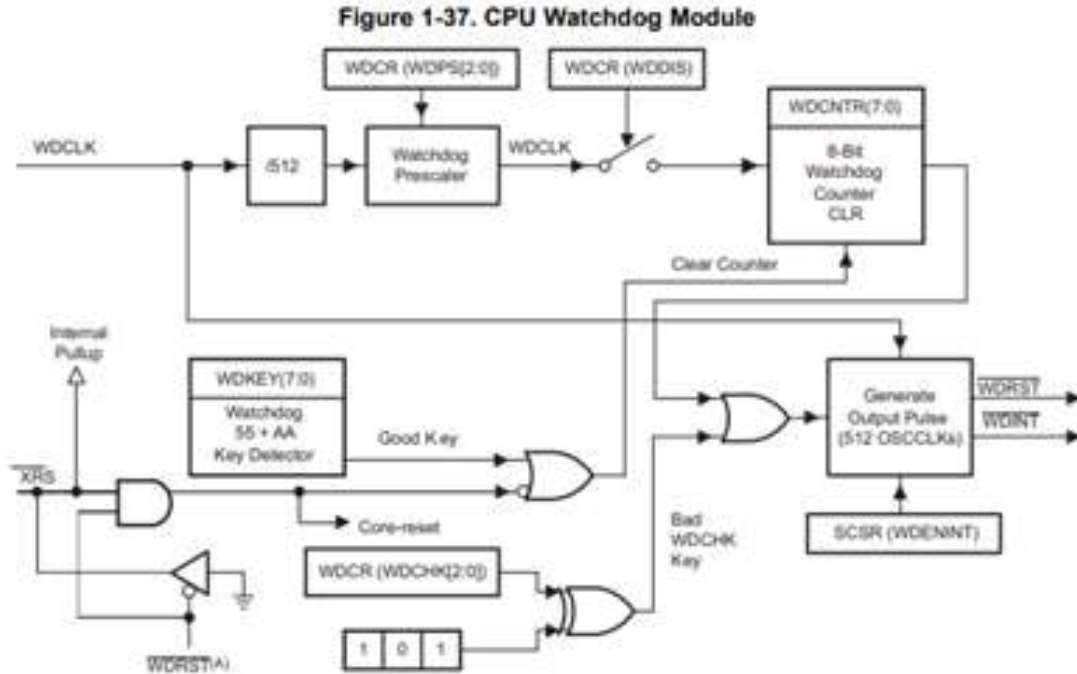 Figure 1-37. CPU Watchdog Module
WDCR (WDPS[2:0])
WDCR (WDDIS)
WDCNTR(7:0)
WDCLK
/512
Watchdog
Prescaler
WDCLK
8-Bit
Watchdog
Counter
CLR
Clear Counter
Internal
Pullup
WDKEY(7:0)
Watchdog
55 + AA
Key Detector
Good Key
Generate
Output Pulse
(512 OSCCLKs)
WDRST
WDINT
XRS
Core-reset
Bad
WDCHK
Key
SCSR (WDENINT)
WDCR (WDCHK[2:0])
1 0 1
WDRST(A)